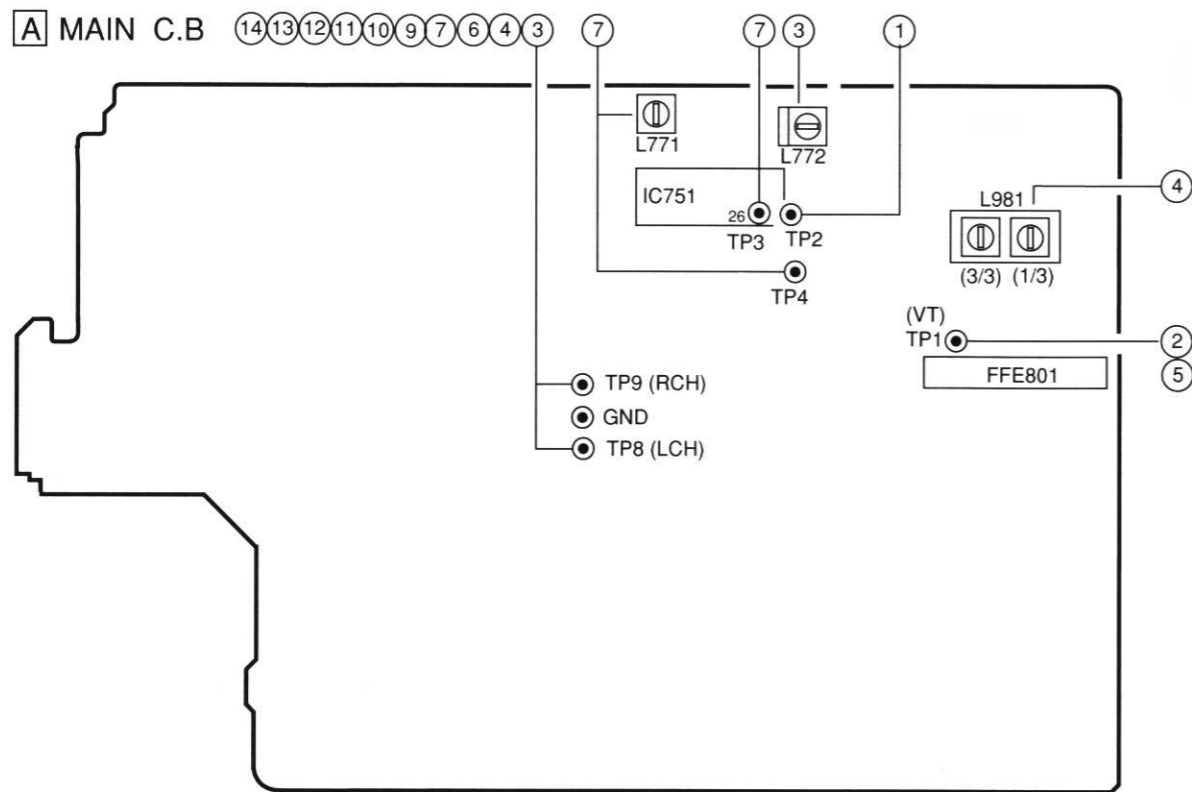 A MAIN C.B ⑭ ⑬ ⑫ ⑪ ⑩ ⑨ ⑦ ⑥ ④ ③ ⑦ ⑦ ③ ①
L771
L772
IC751
26
TP3
TP2
TP4
L981
④
(3/3) (1/3)
(VT)
TP1
②
⑤
FFE801
TP9 (RCH)
GND
TP8 (LCH)